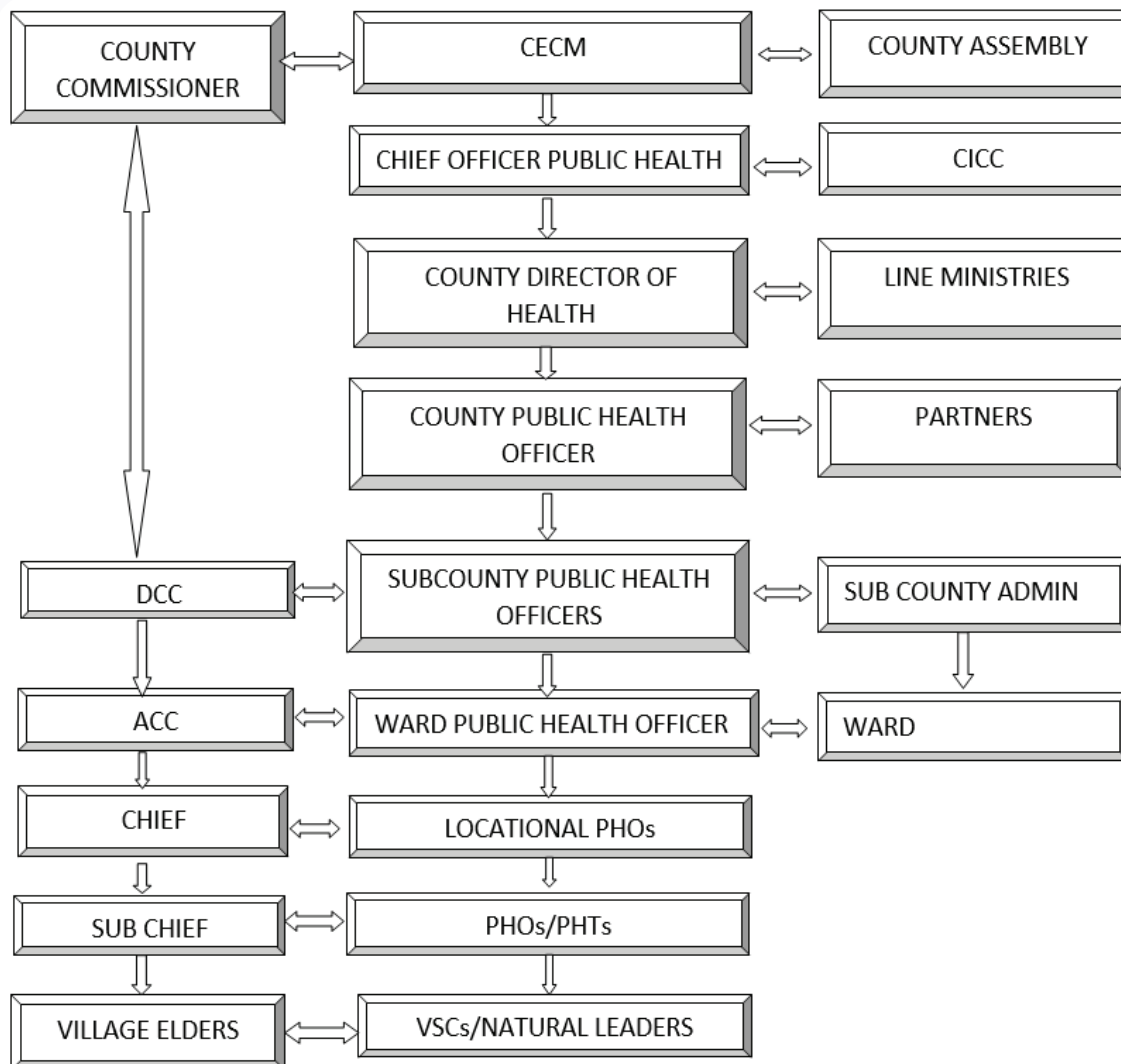 COUNTY
COMMISSIONER
CECM
COUNTY ASSEMBLY
CHIEF OFFICER PUBLIC HEALTH
CICC
COUNTY DIRECTOR OF
HEALTH
LINE MINISTRIES
COUNTY PUBLIC HEALTH
OFFICER
PARTNERS
DCC
SUBCOUNTY PUBLIC HEALTH
OFFICERS
SUB COUNTY ADMIN
ACC
WARD PUBLIC HEALTH OFFICER
WARD
CHIEF
LOCATIONAL PHOs
SUB CHIEF
PHOs/PHTs
VILLAGE ELDERS
VSCs/NATURAL LEADERS